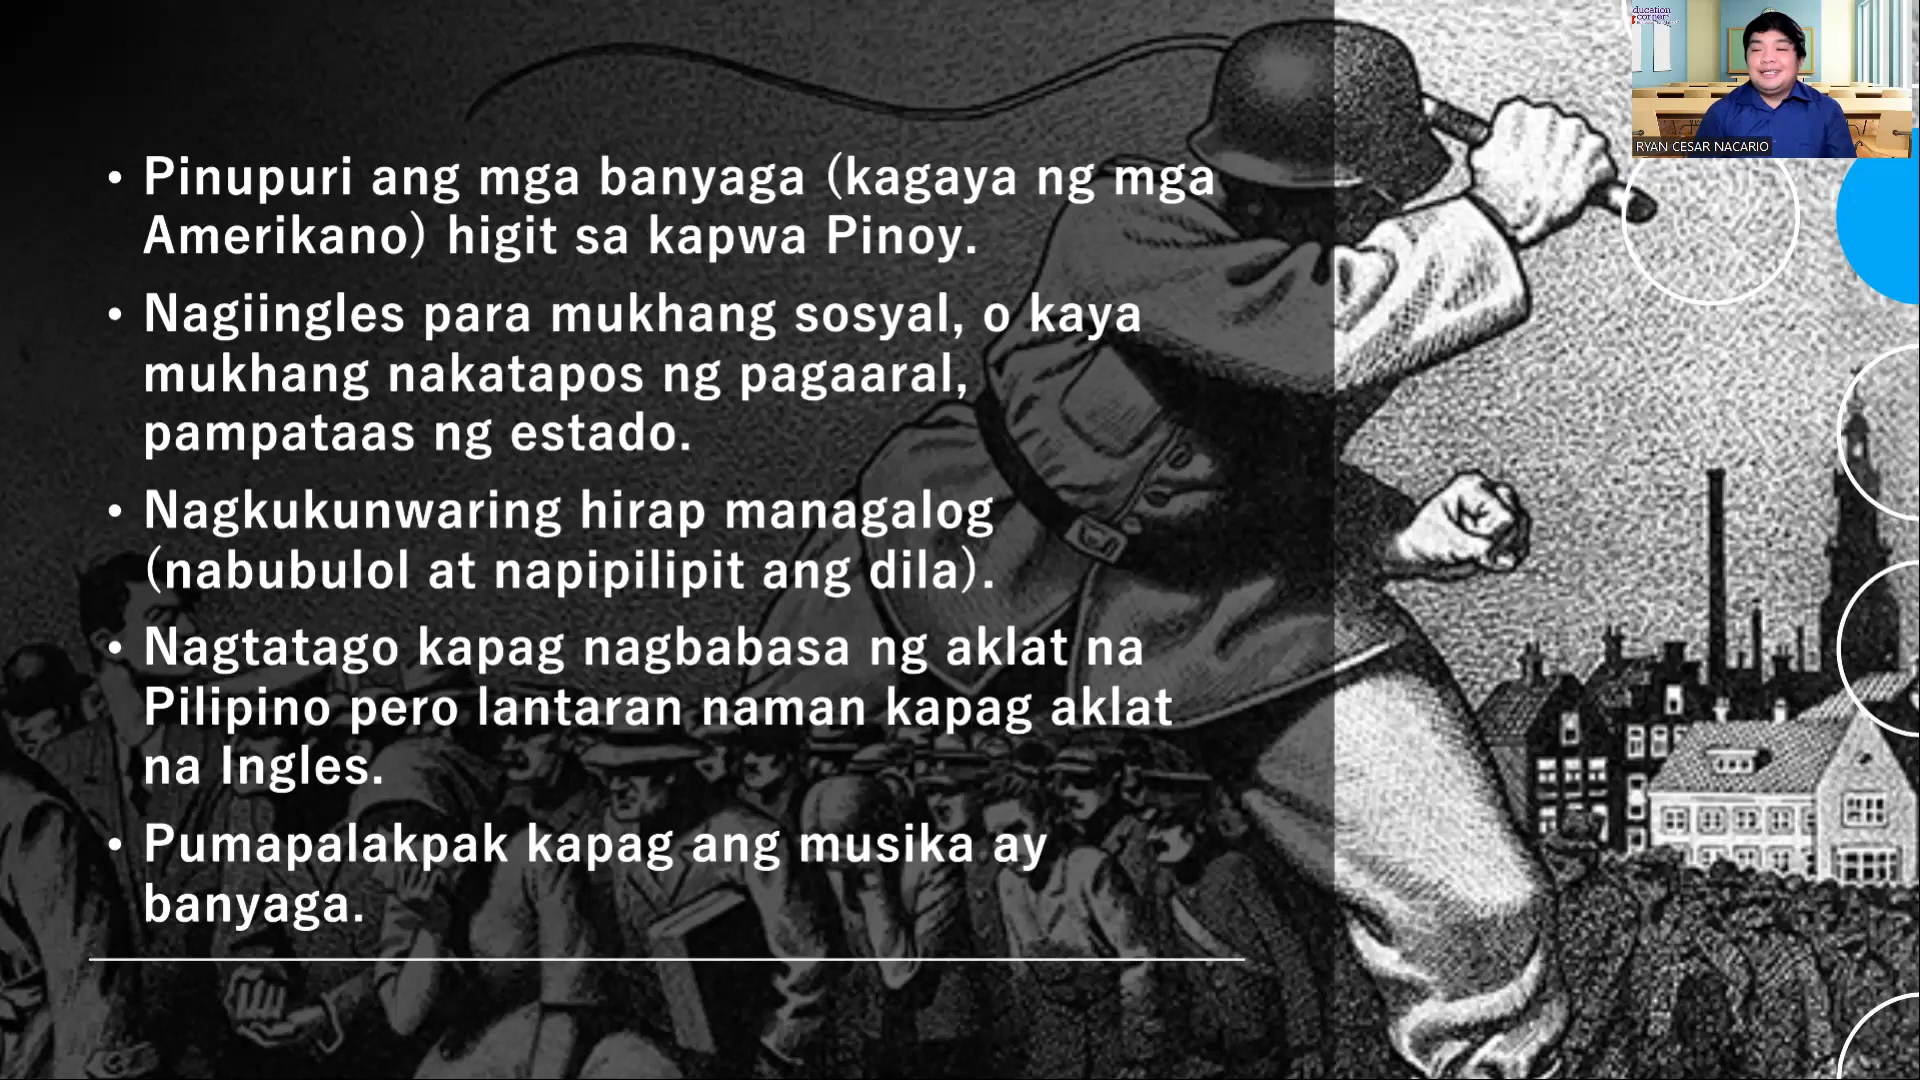 • Pinupuri ang mga banyaga (kagaya ng mga
Amerikano) higit sa kapwa Pinoy.
• Nagiingles para mukhang sosyal, o kaya
mukhang nakatapos ng pagaaral,
pampataas ng estado.
• Nagkukunwaring hirap managalog
(nabubulol at napipilipit ang dila).
• Nagtatago kapag nagbabasa ng aklat na
Pilipino pero lantaran naman kapag aklat
na Ingles.
• Pumapalakpak kapag ang musika ay
banyaga.
ducation
corner
RYAN CESAR NACARIO